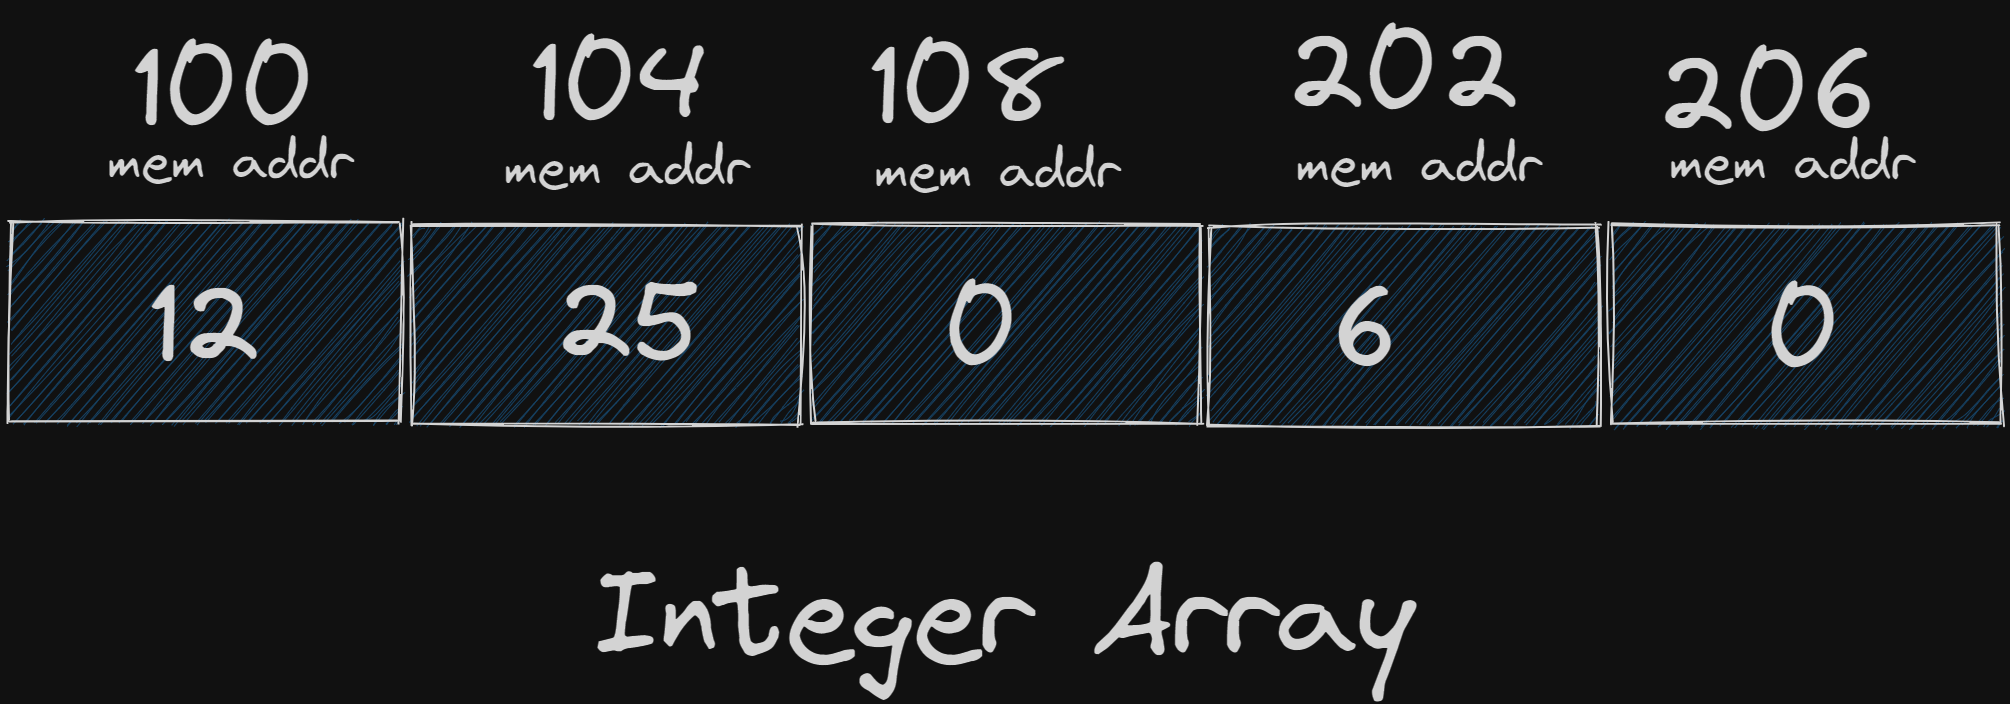 100 104 108 202 206
mem addr mem addr mem addr mem addr mem addr
12 25 0 6 0
Integer Array